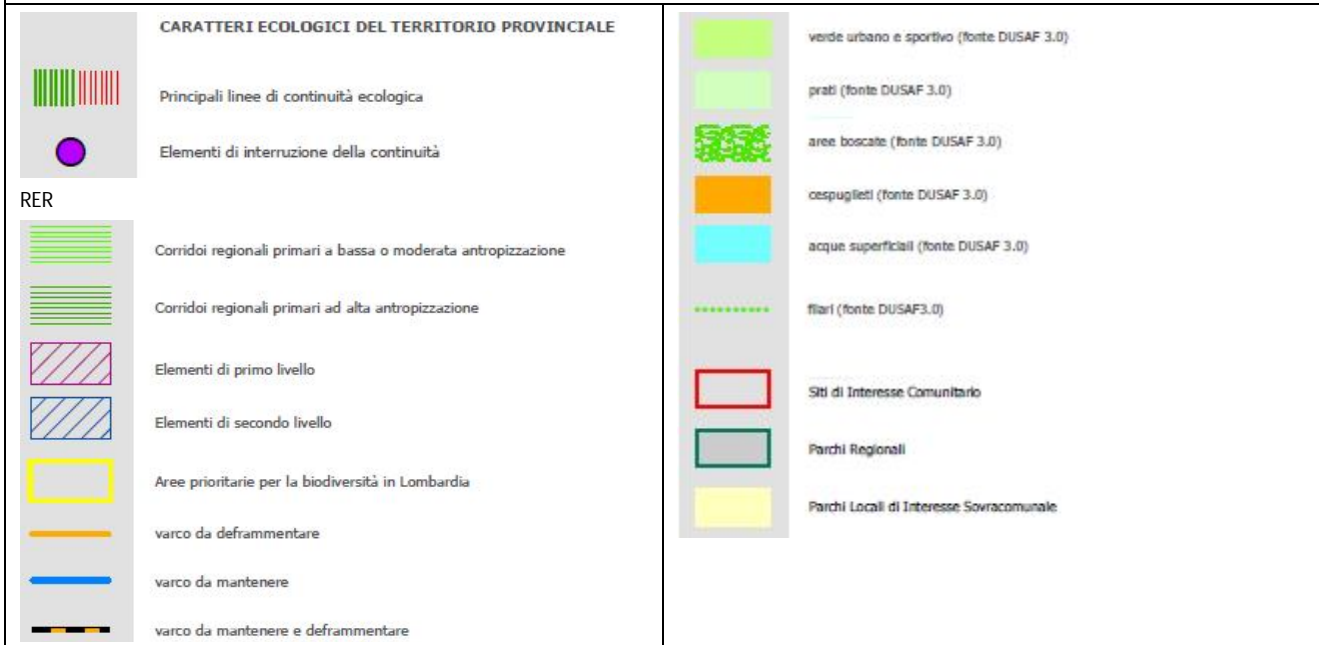 CARATTERI ECOLOGICI DEL TERRITORIO PROVINCIALE
Principali linee di continuità ecologica
Elementi di interruzione della continuità
RER
Corridoi regionali primari a bassa o moderata antropizzazione
Corridoi regionali primari ad alta antropizzazione
Elementi di primo livello
Elementi di secondo livello
Aree prioritarie per la biodiversità in Lombardia
varco da deframmentare
varco da mantenere
varco da mantenere e deframmentare
verde urbano e sportivo (fonte DUSAF 3.0)
prati (fonte DUSAF 3.0)
aree boscate (fonte DUSAF 3.0)
cespuglieti (fonte DUSAF 3.0)
acque superficiali (fonte DUSAF 3.0)
filari (fonte DUSAF3.0)
Siti di Interesse Comunitario
Parchi Regionali
Parchi Locali di Interesse Sovracomunale